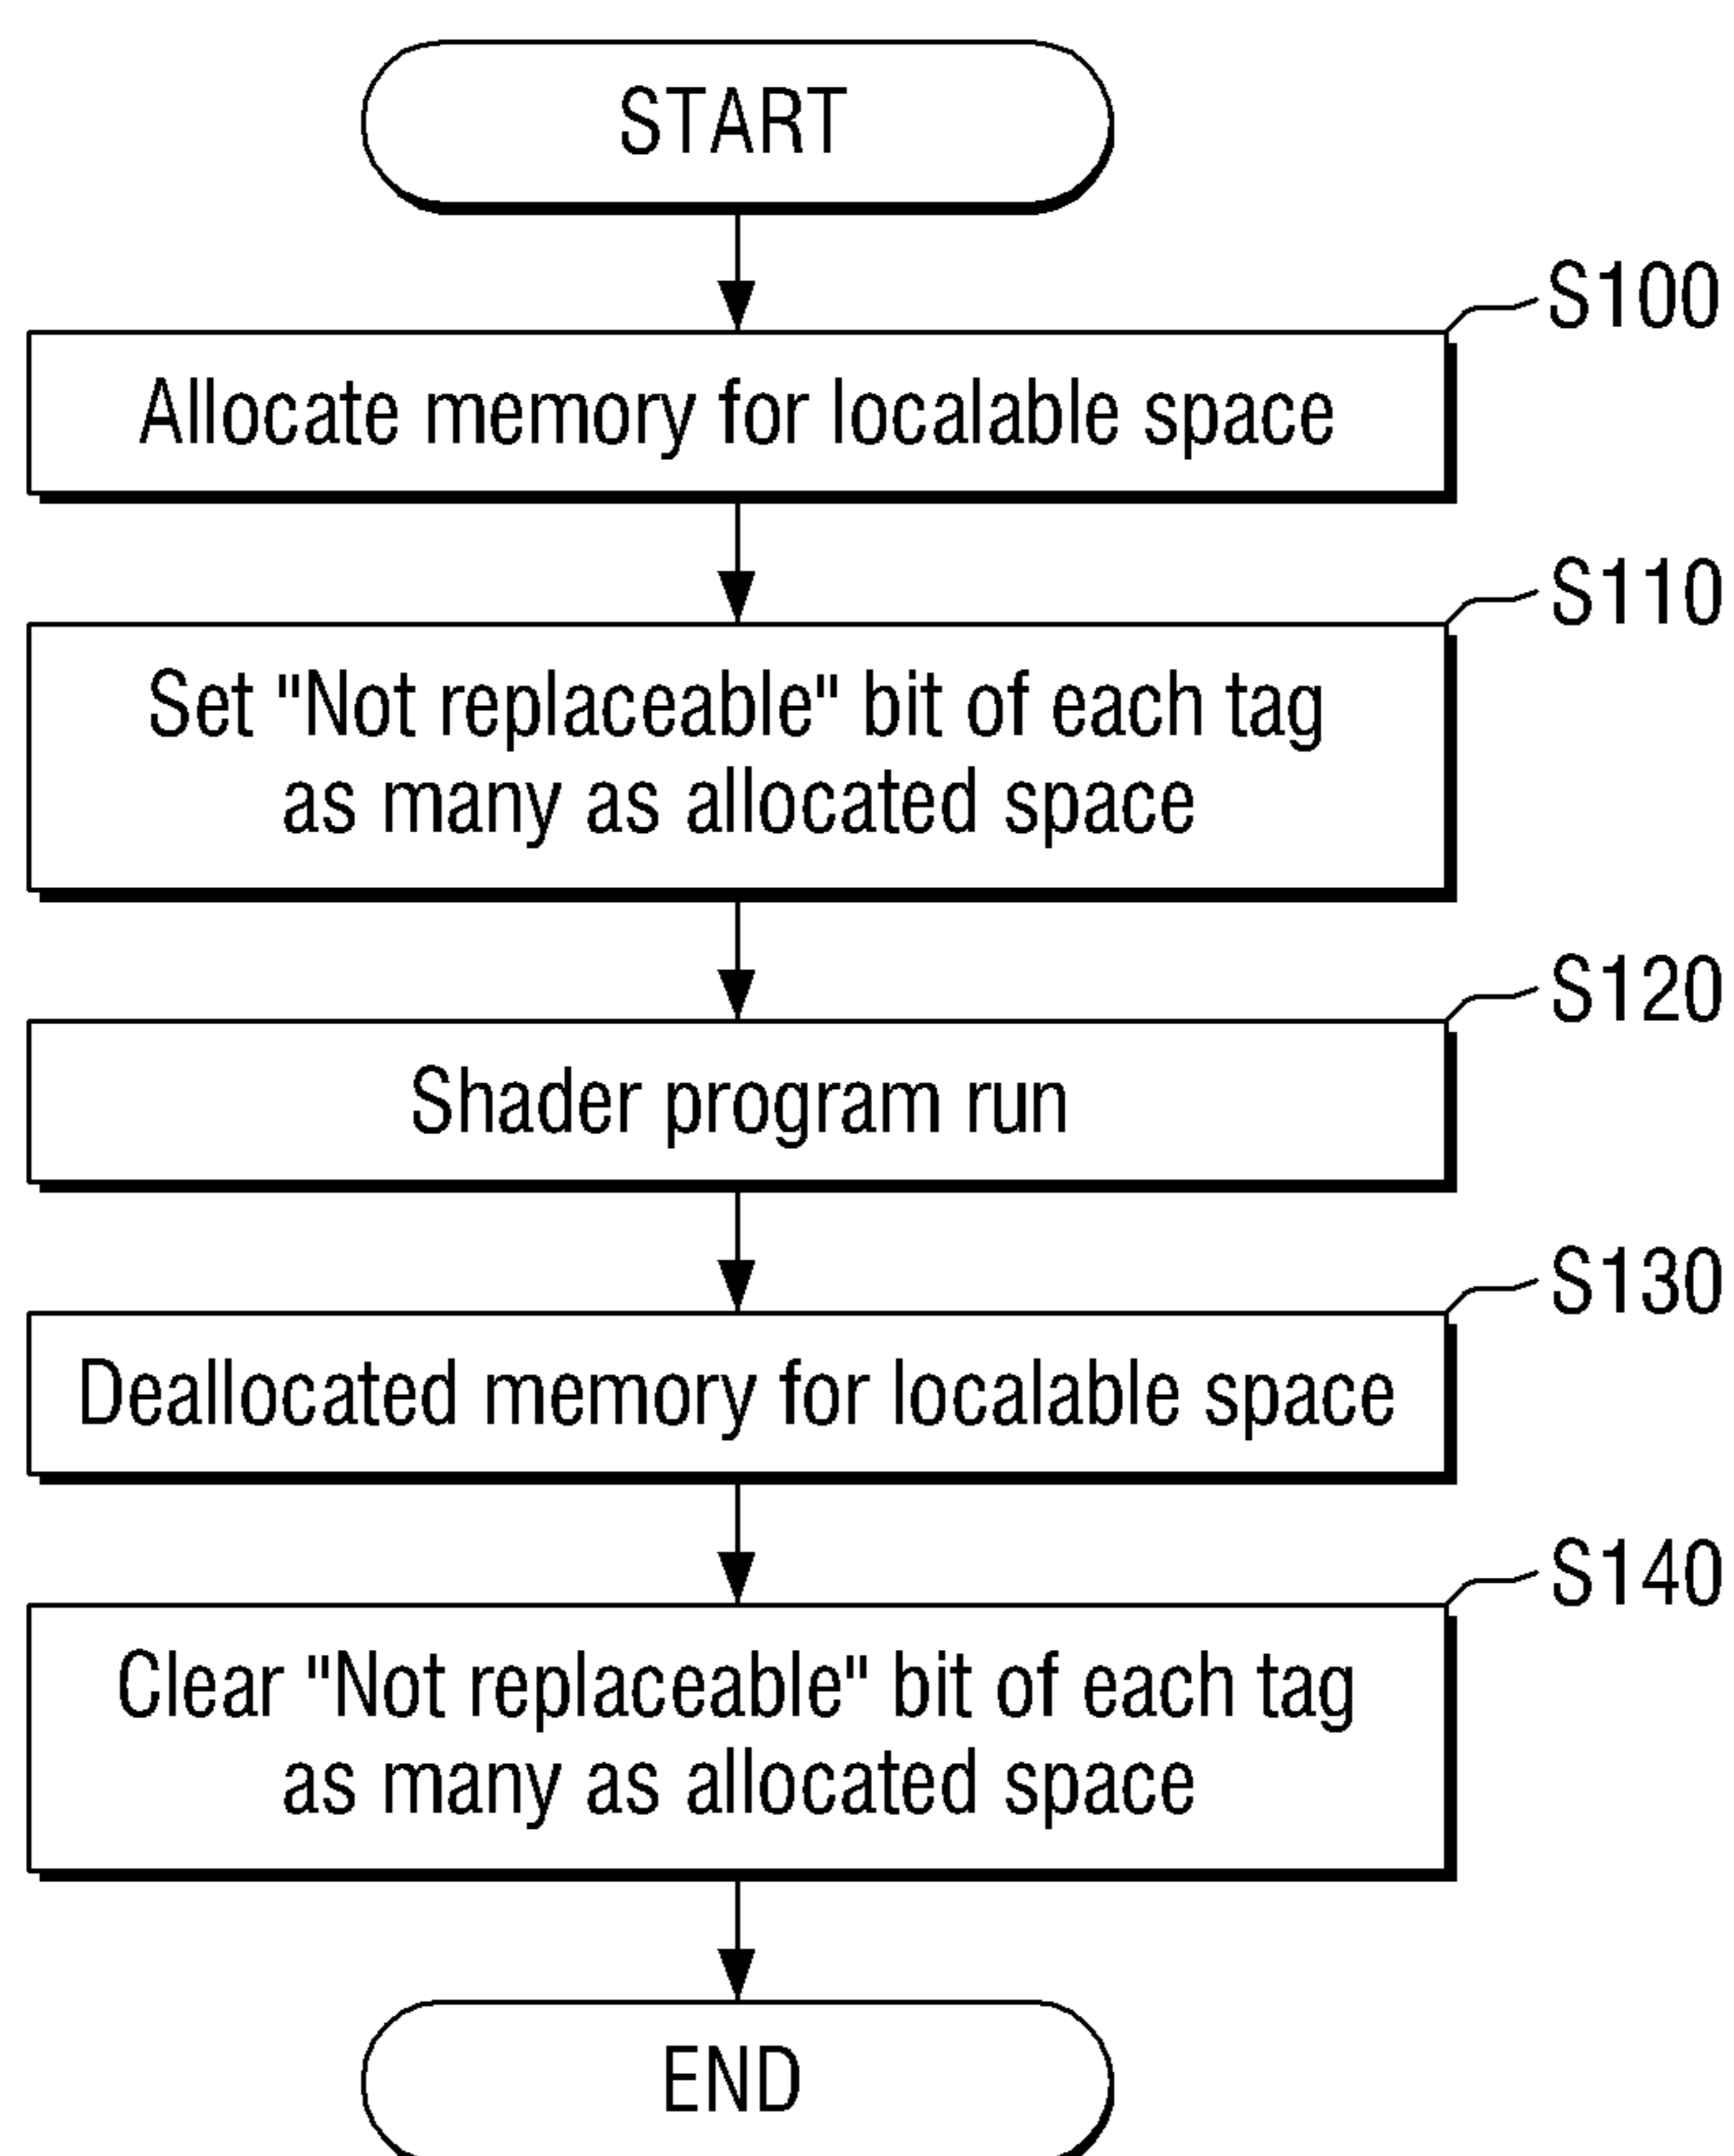 START
S100
Allocate memory for localable space
S110
Set "Not replaceable" bit of each tag
as many as allocated space
S120
Shader program run
S130
Deallocated memory for localable space
S140
Clear "Not replaceable" bit of each tag
as many as allocated space
END